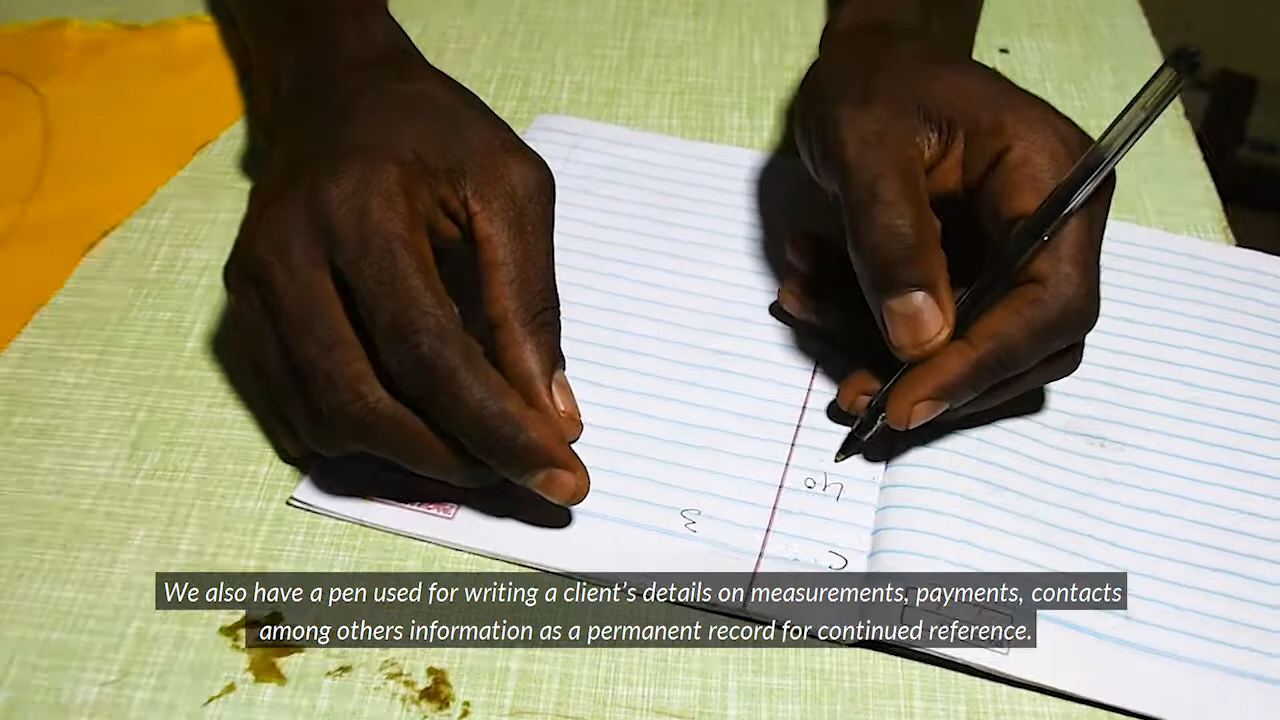 We also have a pen used for writing a client's details on measurements, payments, contacts
among others information as a permanent record for continued reference.